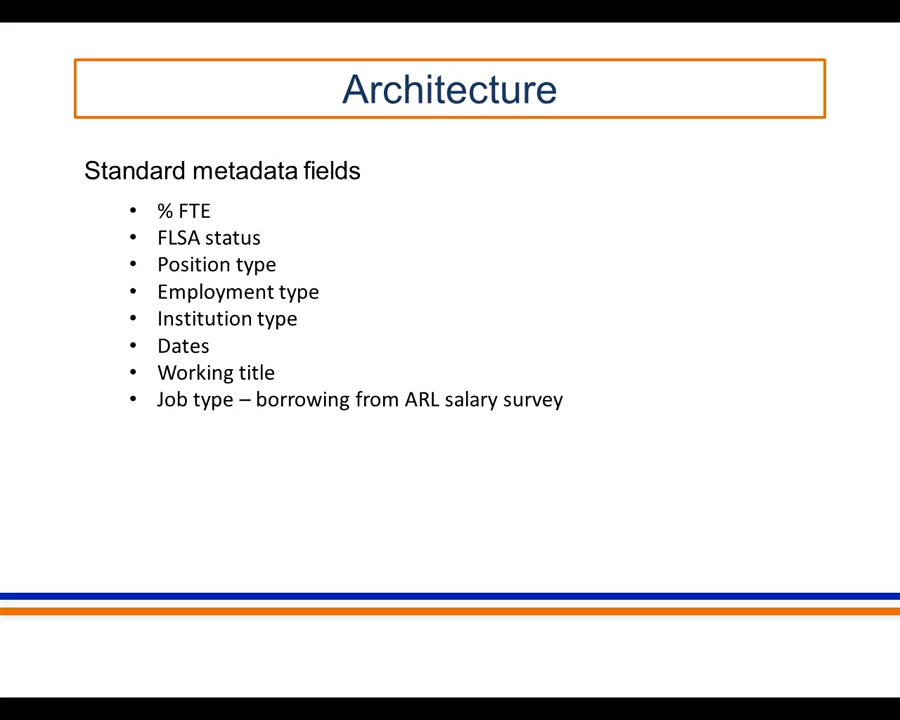 Architecture
Standard metadata fields
• % FTE
• FLSA status
• Position type
• Employment type
• Institution type
• Dates
• Working title
• Job type – borrowing from ARL salary survey